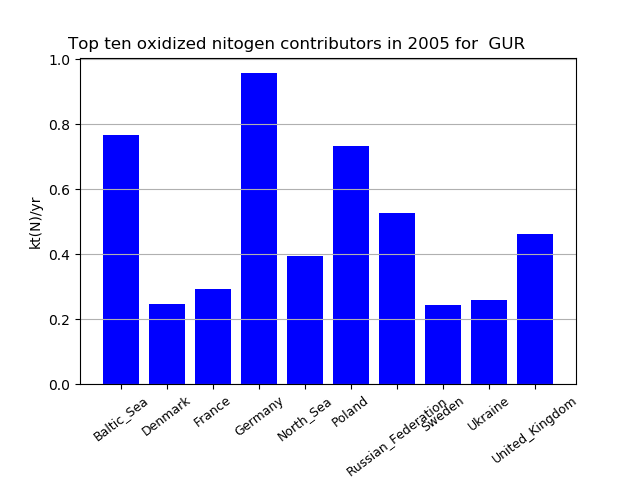 Top ten oxidized nitogen contributors in 2005 for  GUR
kt(N)/yr
1.0
0.8
0.6
0.4
0.2
0.0
Baltic_Sea
Denmark
France
Germany
North_Sea
Poland
Russian_Federation
Sweden
Ukraine
United_Kingdom